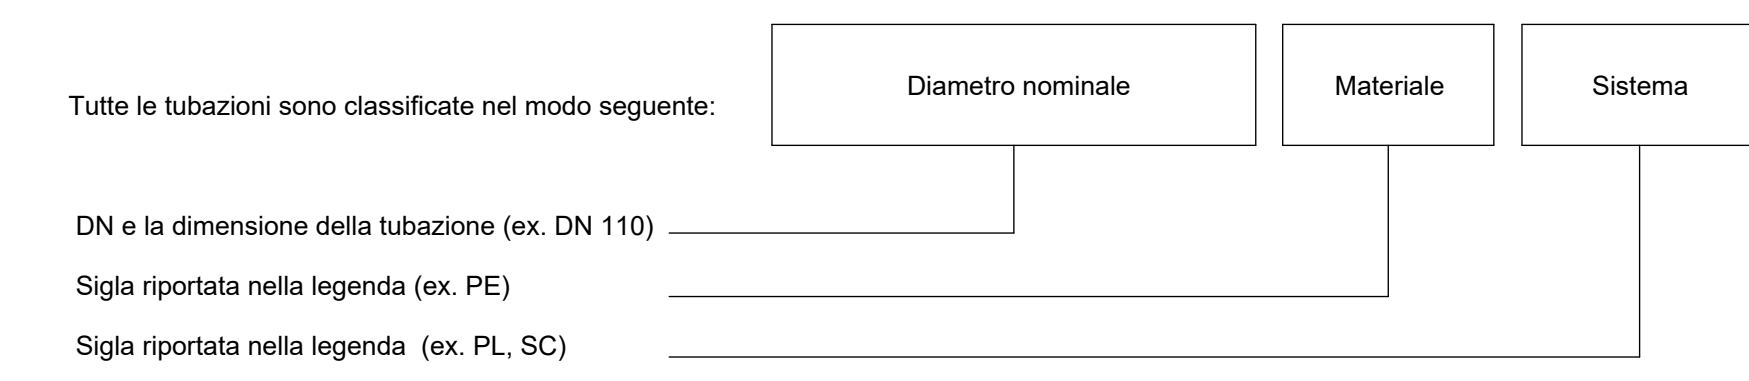 Diametro nominale
Materiale
Sistema
Tutte le tubazioni sono classificate nel modo seguente:
DN e la dimensione della tubazione (ex. DN 110)
Sigla riportata nella legenda (ex. PE)
Sigla riportata nella legenda  (ex. PL, SC)